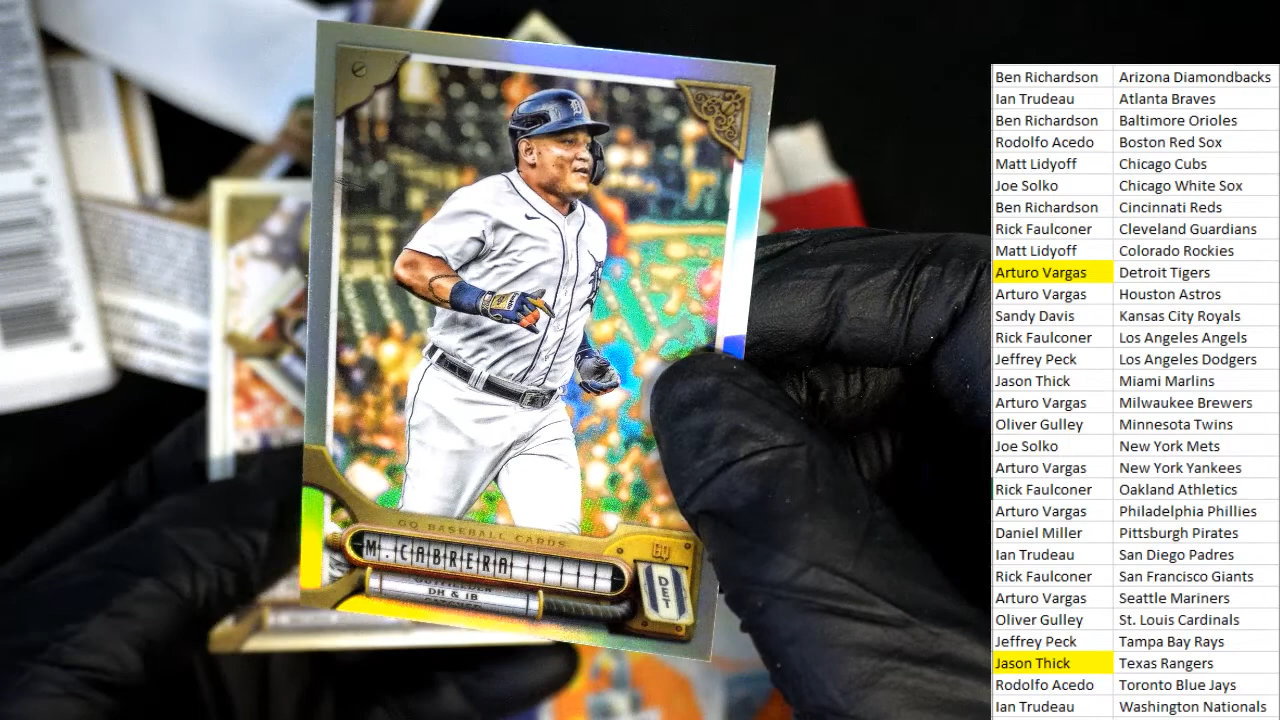 GQ BASEBALL CARDS
M. CABRERA
DH & 1B
DET
Ben Richardson Arizona Diamondbacks
Ian Trudeau Atlanta Braves
Ben Richardson Baltimore Orioles
Rodolfo Acedo Boston Red Sox
Matt Lidyoff Chicago Cubs
Joe Solko Chicago White Sox
Ben Richardson Cincinnati Reds
Rick Faulconer Cleveland Guardians
Matt Lidyoff Colorado Rockies
Arturo Vargas Detroit Tigers
Arturo Vargas Houston Astros
Sandy Davis Kansas City Royals
Rick Faulconer Los Angeles Angels
Jeffrey Peck Los Angeles Dodgers
Jason Thick Miami Marlins
Arturo Vargas Milwaukee Brewers
Oliver Gulley Minnesota Twins
Joe Solko New York Mets
Arturo Vargas New York Yankees
Rick Faulconer Oakland Athletics
Arturo Vargas Philadelphia Phillies
Daniel Miller Pittsburgh Pirates
Ian Trudeau San Diego Padres
Rick Faulconer San Francisco Giants
Arturo Vargas Seattle Mariners
Oliver Gulley St. Louis Cardinals
Jeffrey Peck Tampa Bay Rays
Jason Thick Texas Rangers
Rodolfo Acedo Toronto Blue Jays
Ian Trudeau Washington Nationals